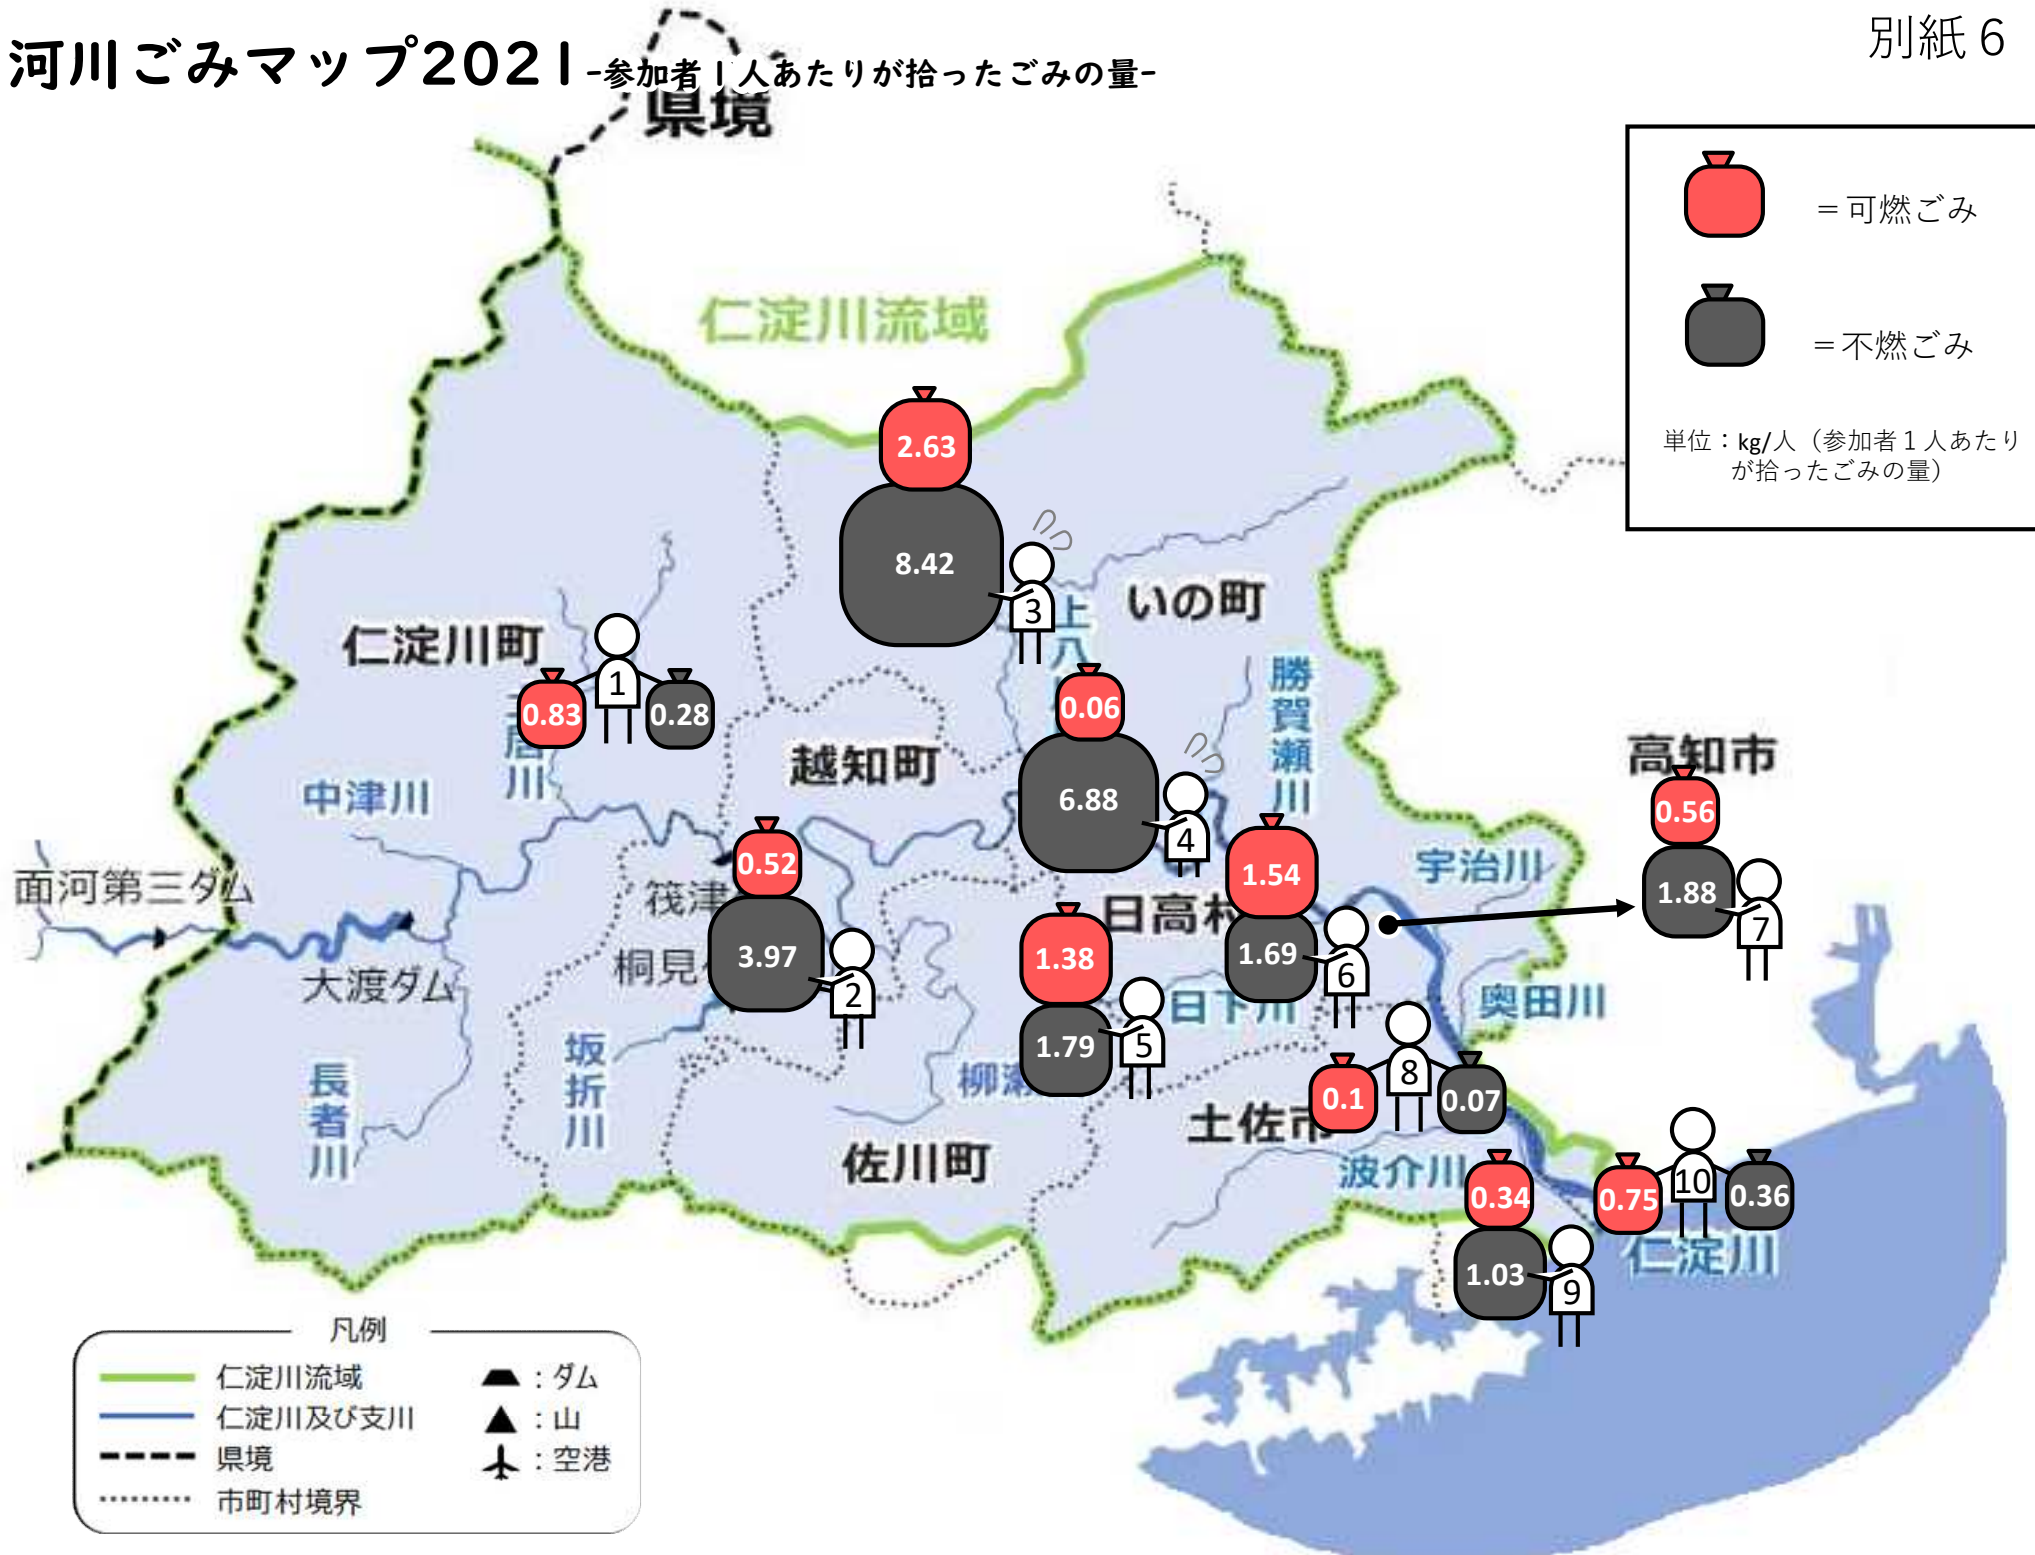 河川ごみマップ2021-参加者1人あたりが拾ったごみの量-
別紙6
県境
=可燃ごみ
=不燃ごみ
単位:kg/人(参加者1人あたり
が拾ったごみの量)
仁淀川流域
2.63
8.42
3
いの町
仁淀川町
1
0.83
0.28
上八
勝賀瀬川
0.06
6.88
4
越知町
中津川
居川
高知市
0.56
1.88
7
面河第三ダム
筏津
0.52
3.97
2
桐見
大渡ダム
日高村
1.54
1.69
6
宇治川
1.38
1.79
5
日下川
奥田川
坂折川
長者川
柳瀬
8
0.1
0.07
土佐市
佐川町
波介川
10
0.34
0.75
0.36
1.03
9
仁淀川
凡例
仁淀川流域
:ダム
仁淀川及び支川
:山
県境
:空港
市町村境界